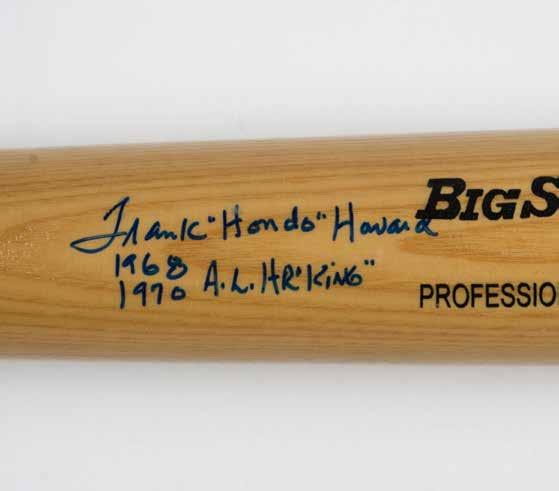 Frank "Hondo" Howard
1968
1970 A.L. HR "KiNG"
BIG S
PROFESSIO